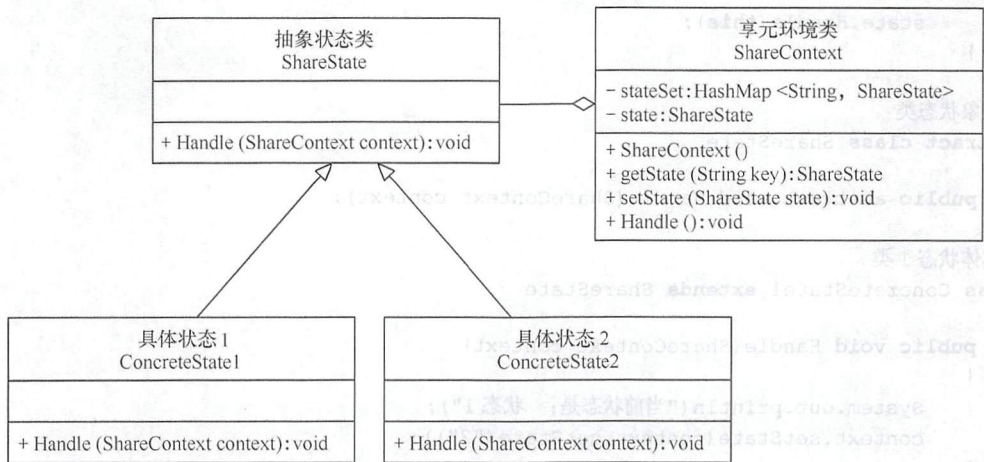 抽象状态类
ShareState
+ Handle (ShareContext context): void
享元环境类
ShareContext
− stateSet: HashMap <String, ShareState>
− state: ShareState
+ ShareContext ()
+ getState (String key): ShareState
+ setState (ShareState state): void
+ Handle (): void
具体状态1
ConcreteState1
+ Handle (ShareContext context): void
具体状态2
ConcreteState2
+ Handle (ShareContext context): void